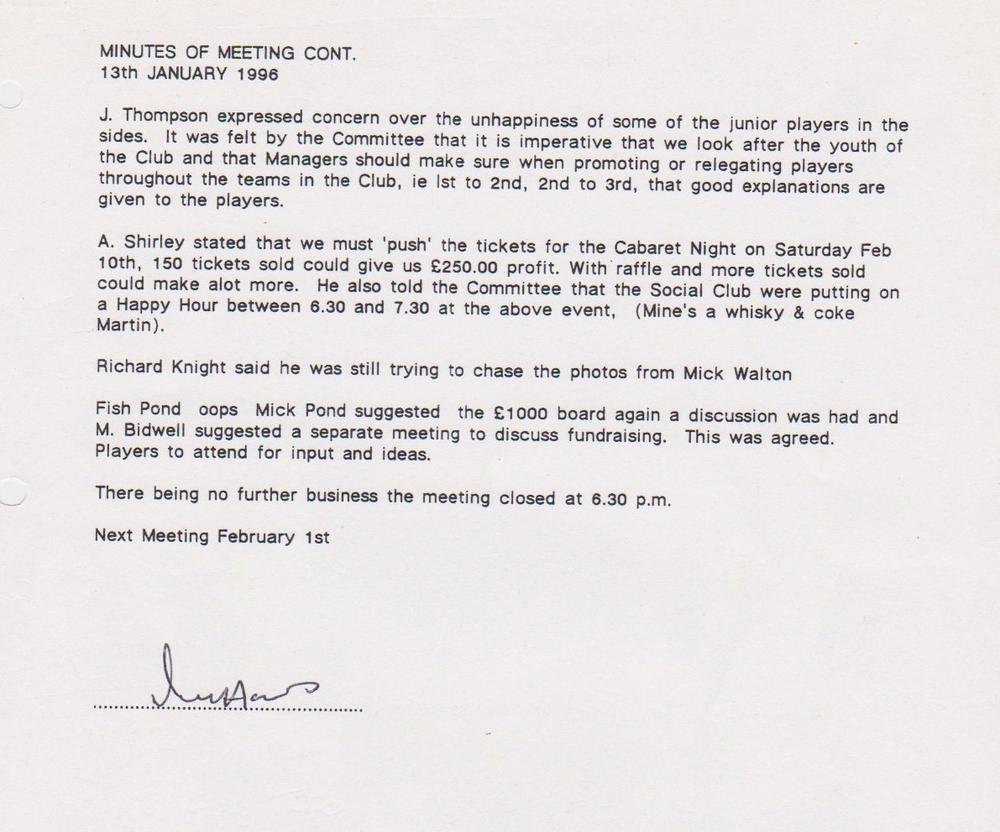 MINUTES OF MEETING CONT.
13th JANUARY 1996
J. Thompson expressed concern over the unhappiness of some of the junior players in the
sides. It was felt by the Committee that it is imperative that we look after the youth of
the Club and that Managers should make sure when promoting or relegating players
throughout the teams in the Club, ie Ist to 2nd, 2nd to 3rd, that good explanations are
given to the players.
A. Shirley stated that we must 'push' the tickets for the Cabaret Night on Saturday Feb
10th, 150 tickets sold could give us £250.00 profit. With raffle and more tickets sold
could make alot more. He also told the Committee that the Social Club were putting on
a Happy Hour between 6.30 and 7.30 at the above event, (Mine's a whisky & coke
Martin).
Richard Knight said he was still trying to chase the photos from Mick Walton
Fish Pond oops Mick Pond suggested the £1000 board again a discussion was had and
M. Bidwell suggested a separate meeting to discuss fundraising. This was agreed.
Players to attend for input and ideas.
There being no further business the meeting closed at 6.30 p.m.
Next Meeting February 1st